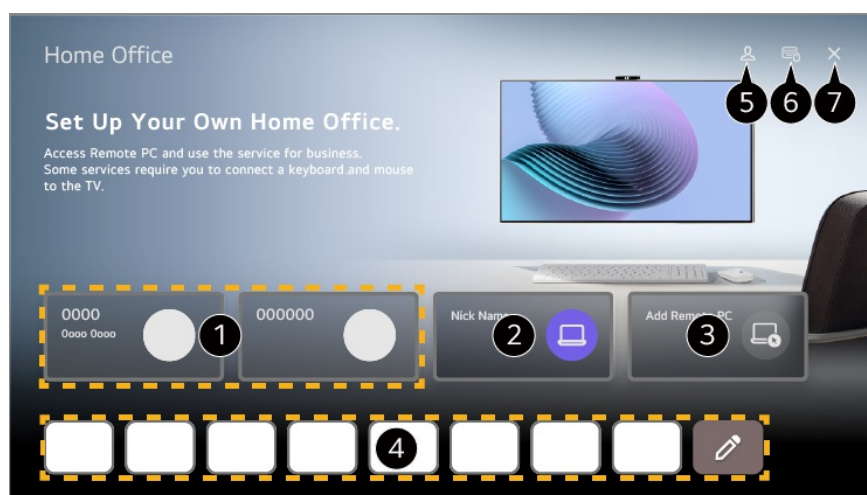 Home Office
5
6
7
Set Up Your Own Home Office.
Access Remote PC and use the service for business.
Some services require you to connect a keyboard and mouse
to the TV.
0000
0ooo 0ooo
1
000000
Nick Name
2
Add Remote PC
3
4